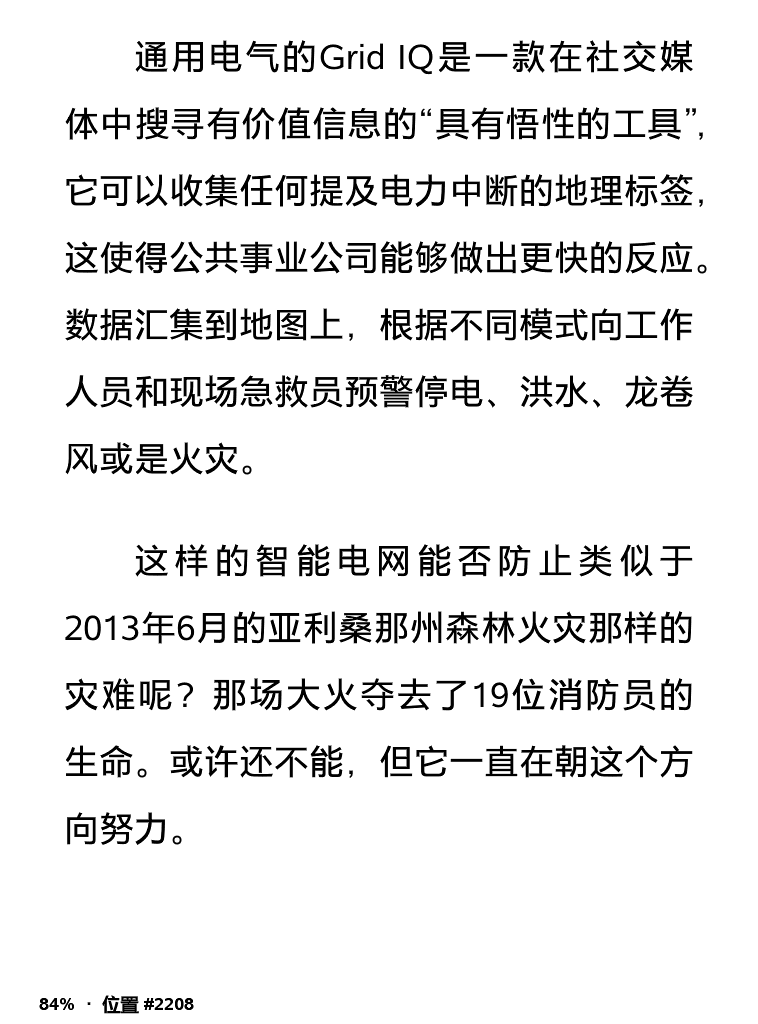 通用电气的Grid IQ是一款在社交媒
体中搜寻有价值信息的“具有悟性的工具”,
它可以收集任何提及电力中断的地理标签，
这使得公共事业公司能够做出更快的反应。
数据汇集到地图上，根据不同模式向工作
人员和现场急救员预警停电、洪水、龙卷
风或是火灾。
这样的智能电网能否防止类似于
2013年6月的亚利桑那州森林火灾那样的
灾难呢？那场大火夺去了19位消防员的
生命。或许还不能，但它一直在朝这个方
向努力。
84% · 位置 #2208